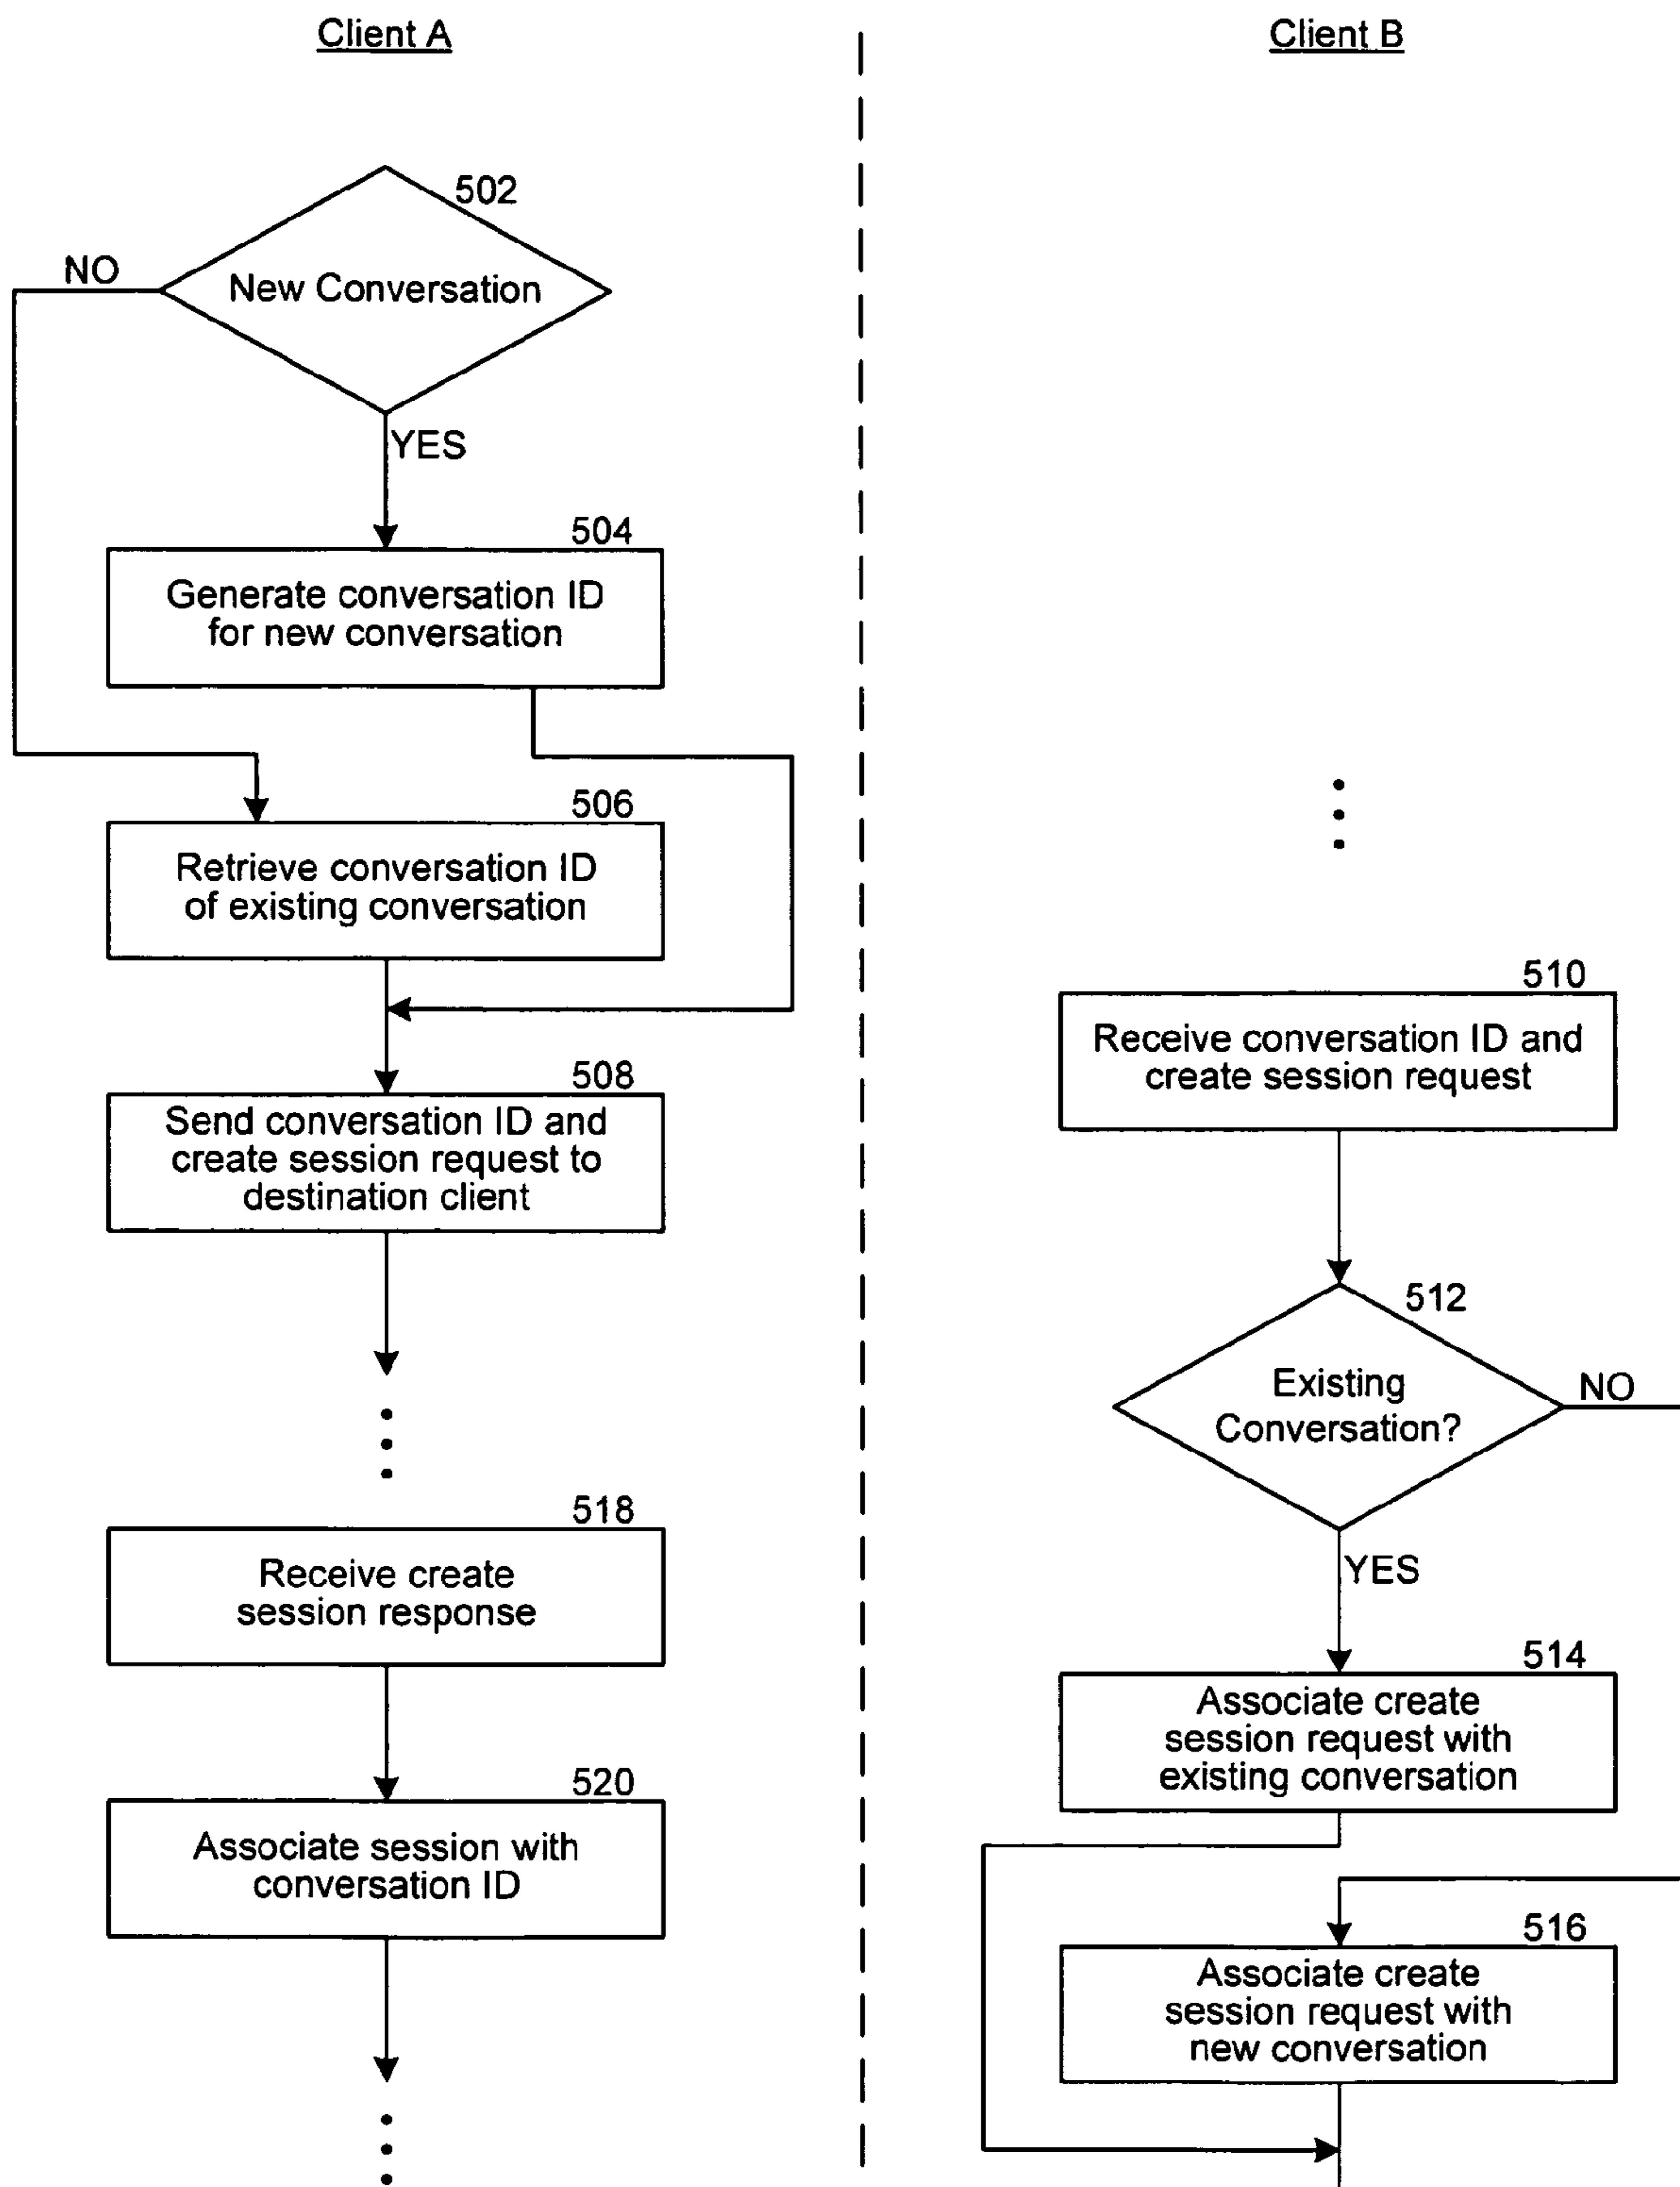 Client A
Client B
502
NO
New Conversation
YES
504
Generate conversation ID
for new conversation
506
Retrieve conversation ID
of existing conversation
508
Send conversation ID and
create session request to
destination client
518
Receive create
session response
520
Associate session with
conversation ID
510
Receive conversation ID and
create session request
512
Existing
Conversation?
NO
YES
514
Associate create
session request with
existing conversation
516
Associate create
session request with
new conversation